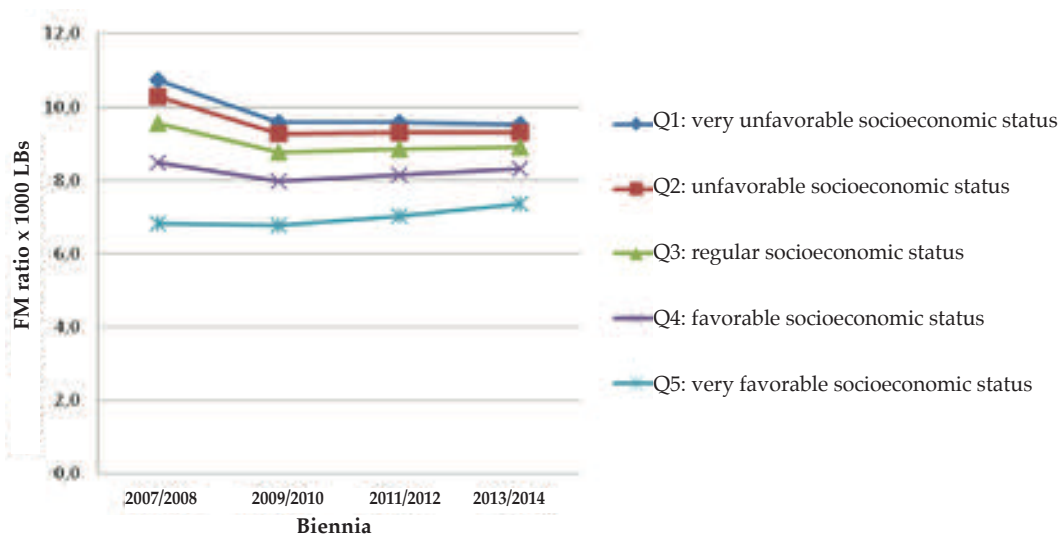 12.0
10.0
8.0
6.0
4.0
2.0
0.0
FM ratio x 1000 LBs
2007/2008 2009/2010 2011/2012 2013/2014
Biennia
Q1: very unfavorable socioeconomic status
Q2: unfavorable socioeconomic status
Q3: regular socioeconomic status
Q4: favorable socioeconomic status
Q5: very favorable socioeconomic status